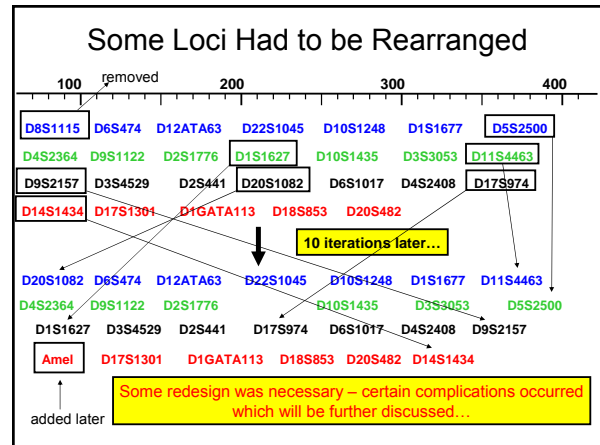 Some Loci Had to be Rearranged
removed
100 200 300 400
D8S1115 D6S474 D12ATA63 D22S1045 D10S1248 D1S1677 D5S2500
D4S2364 D9S1122 D2S1776 D1S1627 D10S1435 D3S3053 D11S4463
D9S2157 D3S4529 D2S441 D20S1082 D6S1017 D4S2408 D17S974
D14S1434 D17S1301 D1GATA113 D18S853 D20S482
10 iterations later…
D20S1082 D6S474 D12ATA63 D22S1045 D10S1248 D1S1677 D11S4463
D4S2364 D9S1122 D2S1776 D10S1435 D3S3053 D5S2500
D1S1627 D3S4529 D2S441 D17S974 D6S1017 D4S2408 D9S2157
Amel D17S1301 D1GATA113 D18S853 D20S482 D14S1434
Some redesign was necessary – certain complications occurred
which will be further discussed…
added later